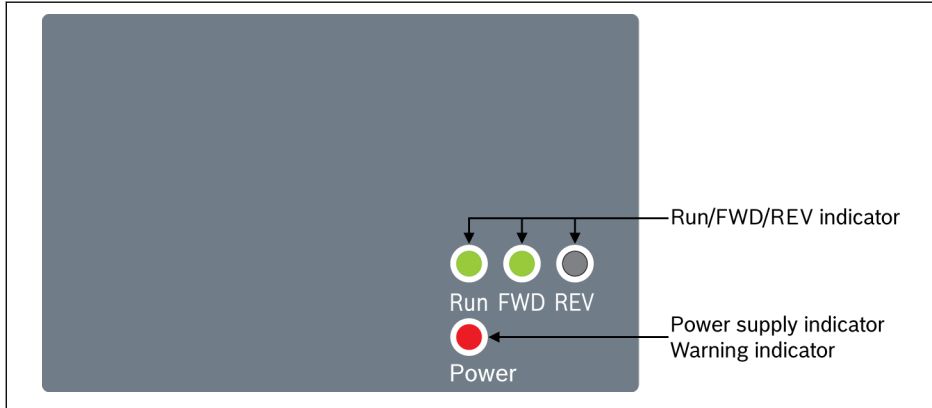 Run/FWD/REV indicator
Run FWD REV
Power supply indicator
Warning indicator
Power